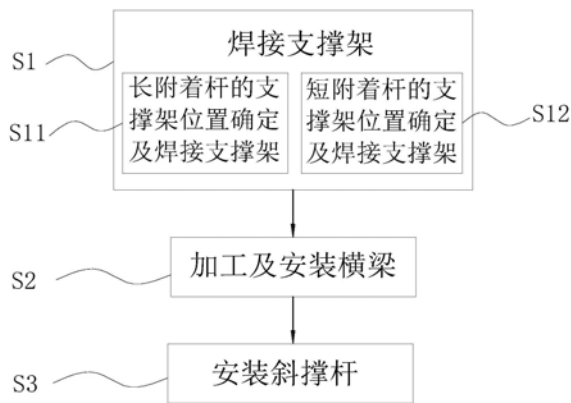 焊接支撑架
S1
长附着杆的支
撑架位置确定
及焊接支撑架
S11
短附着杆的支
撑架位置确定
及焊接支撑架
S12
加工及安装横梁
S2
安装斜撑杆
S3